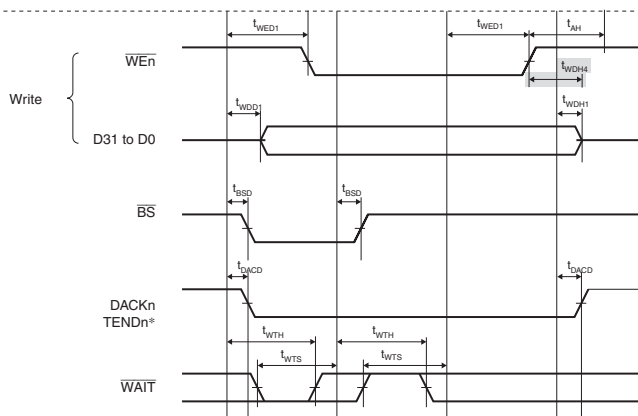 tWED1 tWED1 tAH
WEn
tWDH4
Write
tWDD1 tWDH1
D31 to D0
tBSD tBSD
BS
tDACD tDACD
DACKn
TENDn*
tWTH tWTH
tWTS tWTS
WAIT